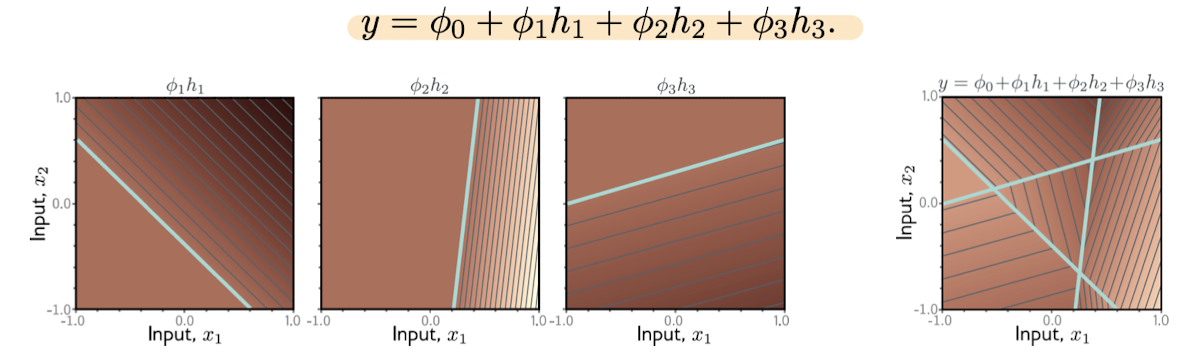 y = ϕ₀ + ϕ₁h₁ + ϕ₂h₂ + ϕ₃h₃.
ϕ₁h₁
ϕ₂h₂
ϕ₃h₃
y = ϕ₀+ϕ₁h₁+ϕ₂h₂+ϕ₃h₃
1.0
1.0
Input, x₂
0.0
Input, x₂
0.0
-1.0
-1.0
-1.0 0.0 1.0
-1.0 0.0 1.0
-1.0 0.0 1.0
-1.0 0.0 1.0
Input, x₁
Input, x₁
Input, x₁
Input, x₁